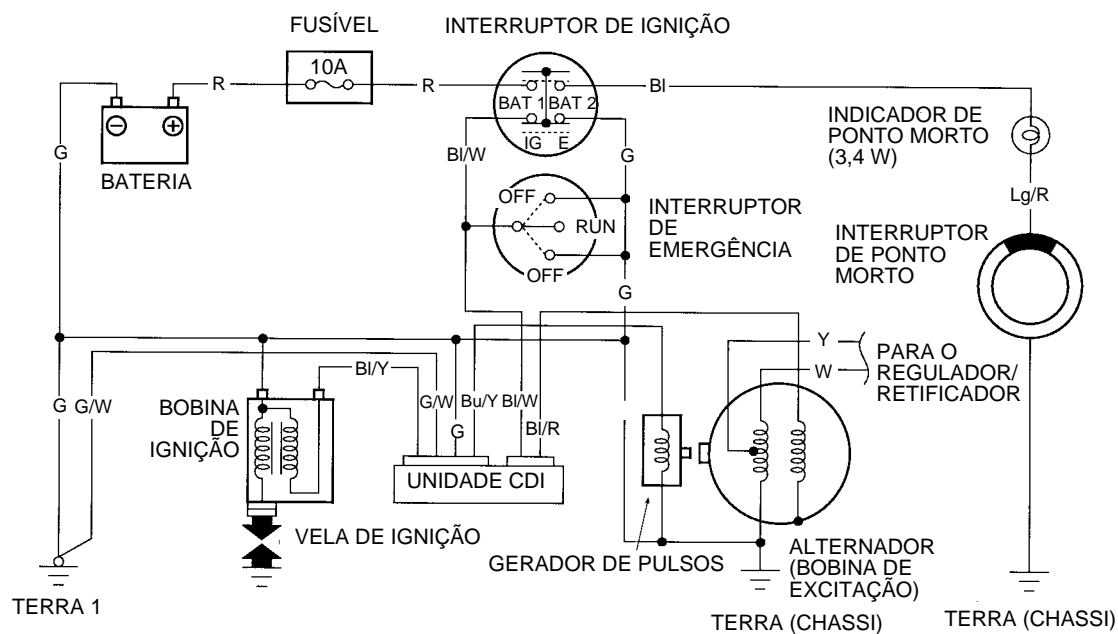 FUSÍVEL
INTERRUPTOR DE IGNIÇÃO
10A
R
R
BAT 1
BAT 2
Bl
IG
E
G
Bl/W
G
BATERIA
INDICADOR DE
PONTO MORTO
(3,4 W)
Lg/R
OFF
RUN
OFF
INTERRUPTOR
DE
EMERGÊNCIA
INTERRUPTOR
DE PONTO
MORTO
G
Y
W
PARA O
REGULADOR/
RETIFICADOR
G
G/W
BOBINA
DE
IGNIÇÃO
Bl/Y
G/W
G
Bu/Y
Bl/W
Bl/R
UNIDADE CDI
VELA DE IGNIÇÃO
GERADOR DE PULSOS
ALTERNADOR
(BOBINA DE
EXCITAÇÃO)
TERRA 1
TERRA (CHASSI)
TERRA (CHASSI)